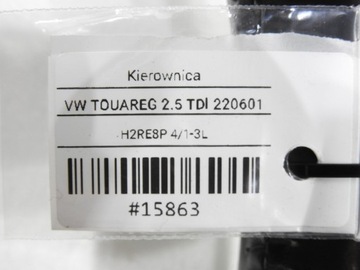 Kierownica
VW TOUAREG 2.5 TDI 220601
H2RE8P 4/1-3L
#15863